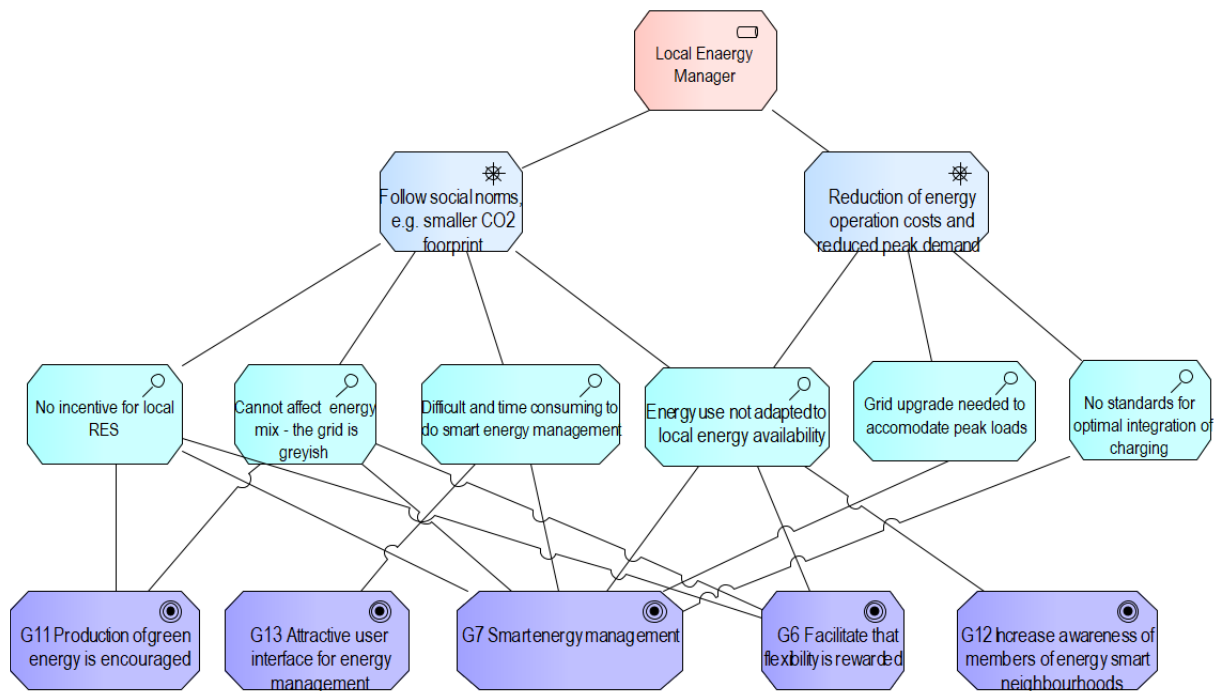 Local Enaergy
Manager
Follow social norms,
e.g. smaller CO2
foorprint
Reduction of energy
operation costs and
reduced peak demand
No incentive for local
RES
Cannot affect energy
mix - the grid is
greyish
Difficult and time consuming to
do smart energy management
Energy use not adapted to
local energy availability
Grid upgrade needed to
accomodate peak loads
No standards for
optimal integration of
charging
G11 Production of green
energy is encouraged
G13 Attractive user
interface for energy
management
G7 Smart energy management
G6 Facilitate that
flexibility is rewarded
G12 Increase awareness of
members of energy smart
neighbourhoods